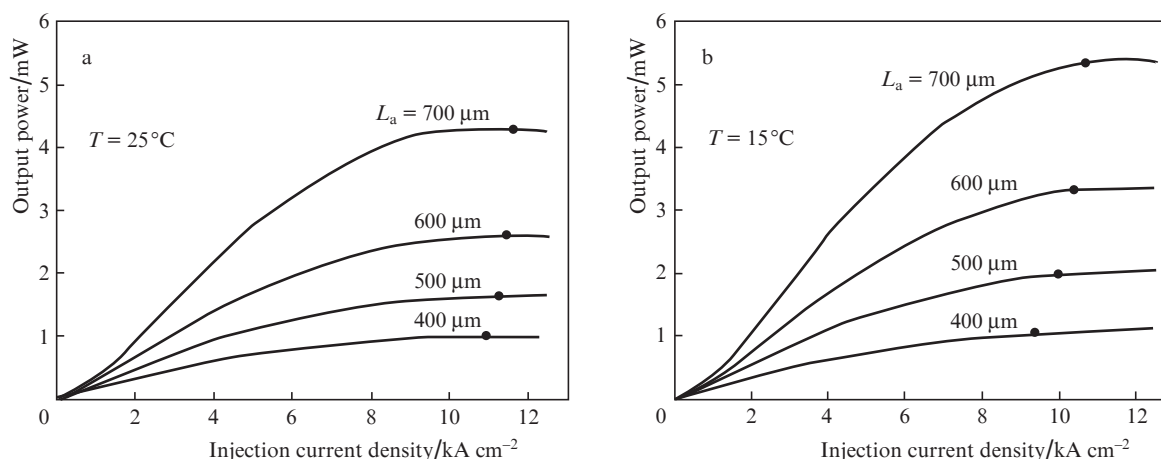 6
5
4
3
2
1
0
2
4
6
8
10
12
Output power/mW
Injection current density/kA cm⁻²
a
T = 25 °C
Lₐ = 700 μm
600 μm
500 μm
400 μm
6
5
4
3
2
1
0
2
4
6
8
10
12
Output power/mW
Injection current density/kA cm⁻²
b
T = 15 °C
Lₐ = 700 μm
600 μm
500 μm
400 μm